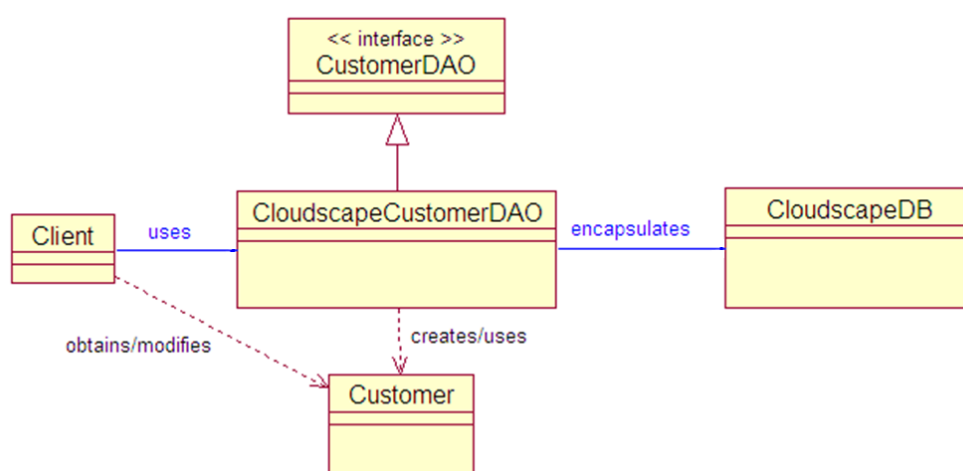 << interface >>
CustomerDAO
CloudscapeCustomerDAO
CloudscapeDB
Client
uses
encapsulates
obtains/modifies
creates/uses
Customer